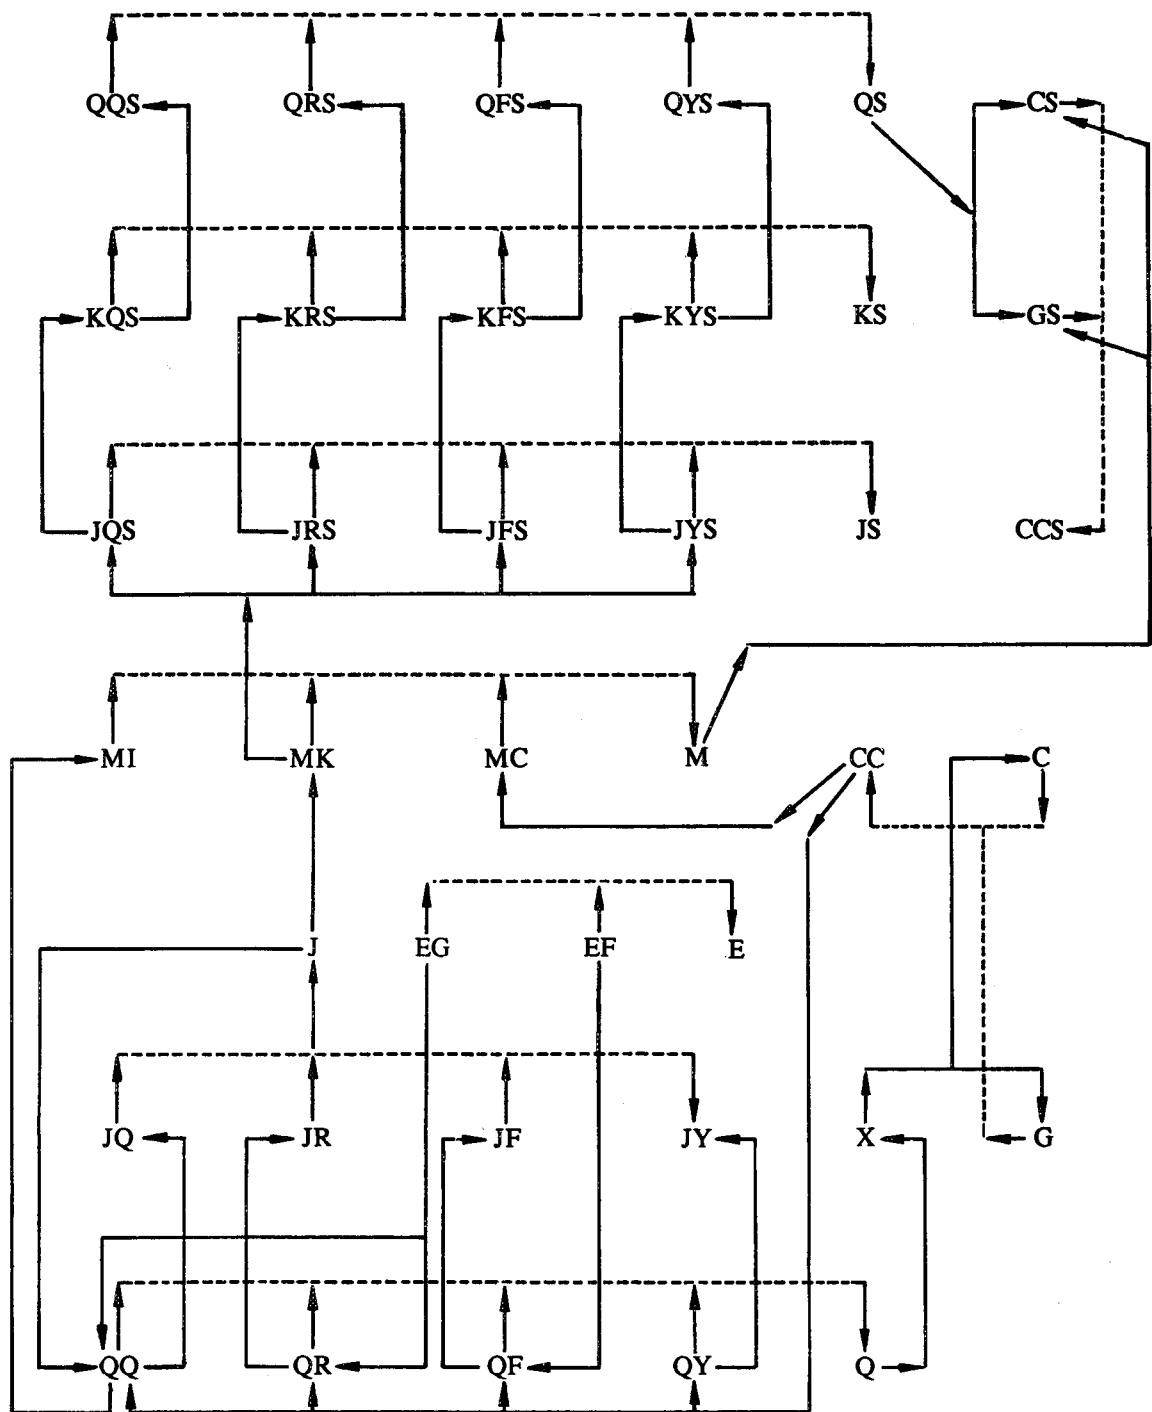 QQS QRS QFS QYS QS CS
KQS KRS KFS KYS KS GS
JQS JRS JFS JYS JS CCS
MI MK MC M CC C
J EG EF E
JQ JR JF JY X G
QQ QR QF QY Q